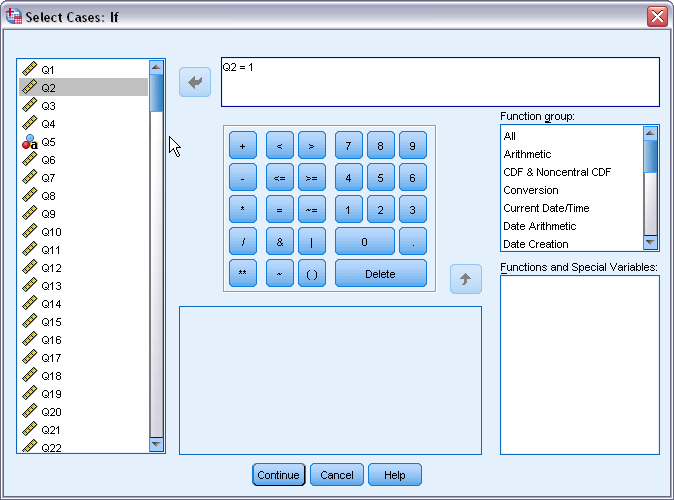 Select Cases: If
Q1
Q2
Q3
Q4
a Q5
Q6
Q7
Q8
Q9
Q10
Q11
Q12
Q13
Q14
Q15
Q16
Q17
Q18
Q19
Q20
Q21
Q22
Q2 = 1
+ < > 7 8 9
- <= >= 4 5 6
* = ~= 1 2 3
/ & | 0 .
** ~ ( ) Delete
Function group:
All
Arithmetic
CDF & Noncentral CDF
Conversion
Current Date/Time
Date Arithmetic
Date Creation
Functions and Special Variables:
Continue Cancel Help